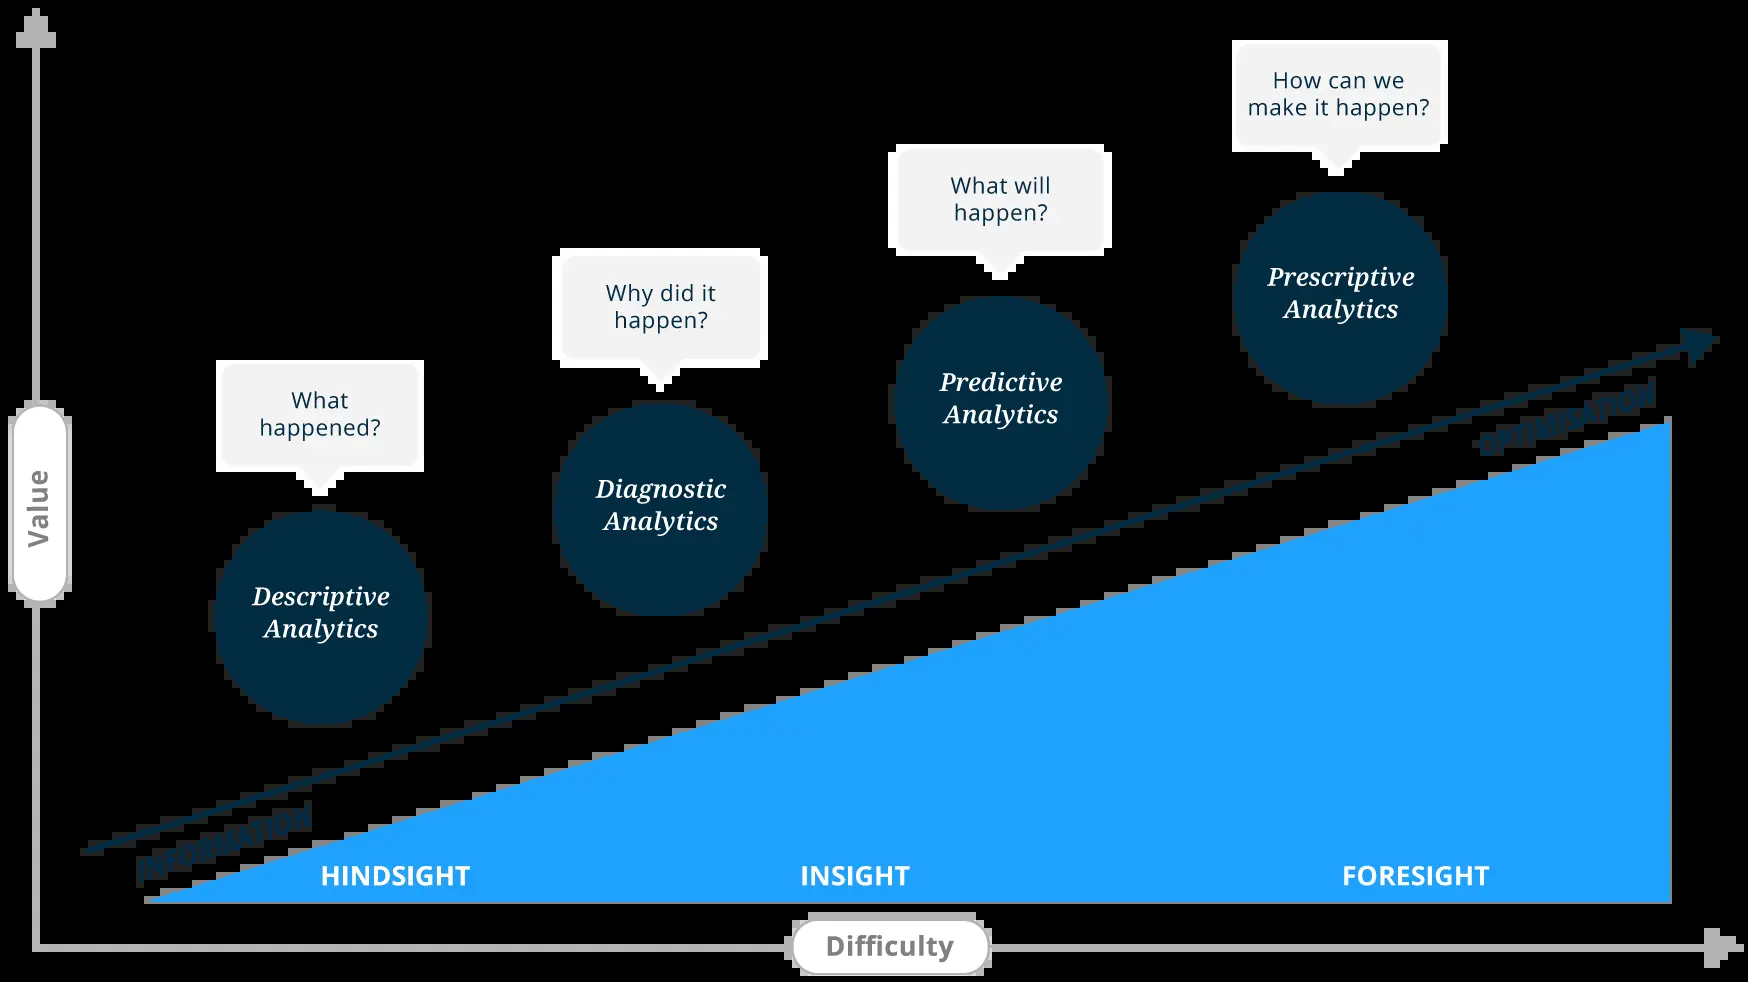 How can we
make it happen?
What will
happen?
Prescriptive
Analytics
Why did it
happen?
Predictive
Analytics
What
happened?
Diagnostic
Analytics
Descriptive
Analytics
Value
OPTIMISATION
INFORMATION
HINDSIGHT
INSIGHT
FORESIGHT
Difficulty